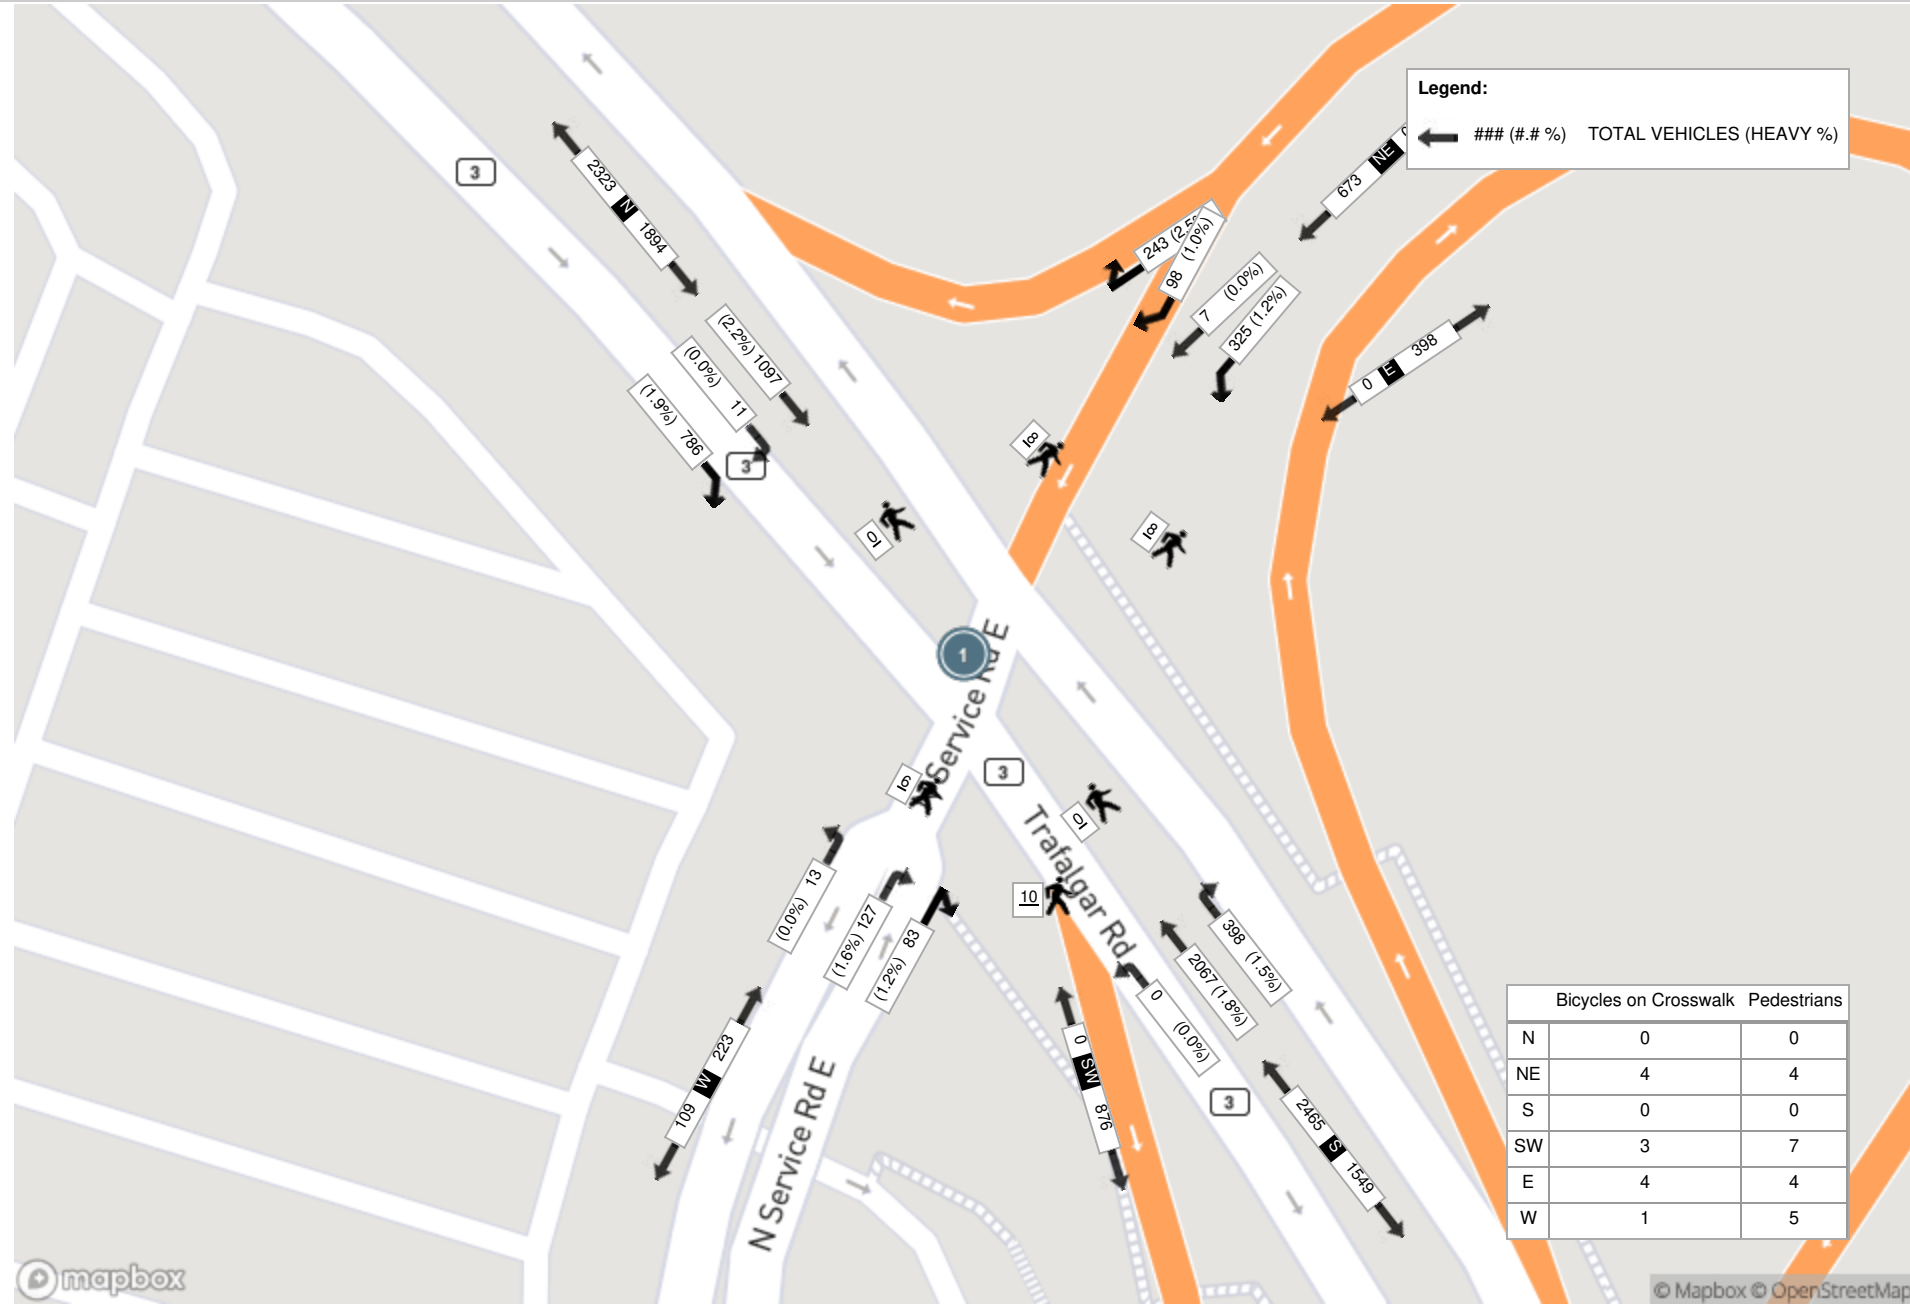 Legend:
### (#.# %) TOTAL VEHICLES (HEAVY %)
3
2323 N 1894
673 NE
243
98 (1.0%)
7 (0.0%)
325 (1.2%)
0 E 398
(2.2%) 1097
(0.0%) 11
(1.9%) 786
3
8
8
0
1
Service Rd E
6
3
0
Trafalgar Rd
10
(0.0%) 13
(1.6%) 127
(1.2%) 83
398 (1.5%)
2067 (1.8%)
0 (0.0%)
109 W 223
0 SW 876
3
2465 S 1549
N Service Rd E
Bicycles on Crosswalk Pedestrians
N 0 0
NE 4 4
S 0 0
SW 3 7
E 4 4
W 1 5
mapbox
© Mapbox © OpenStreetMap